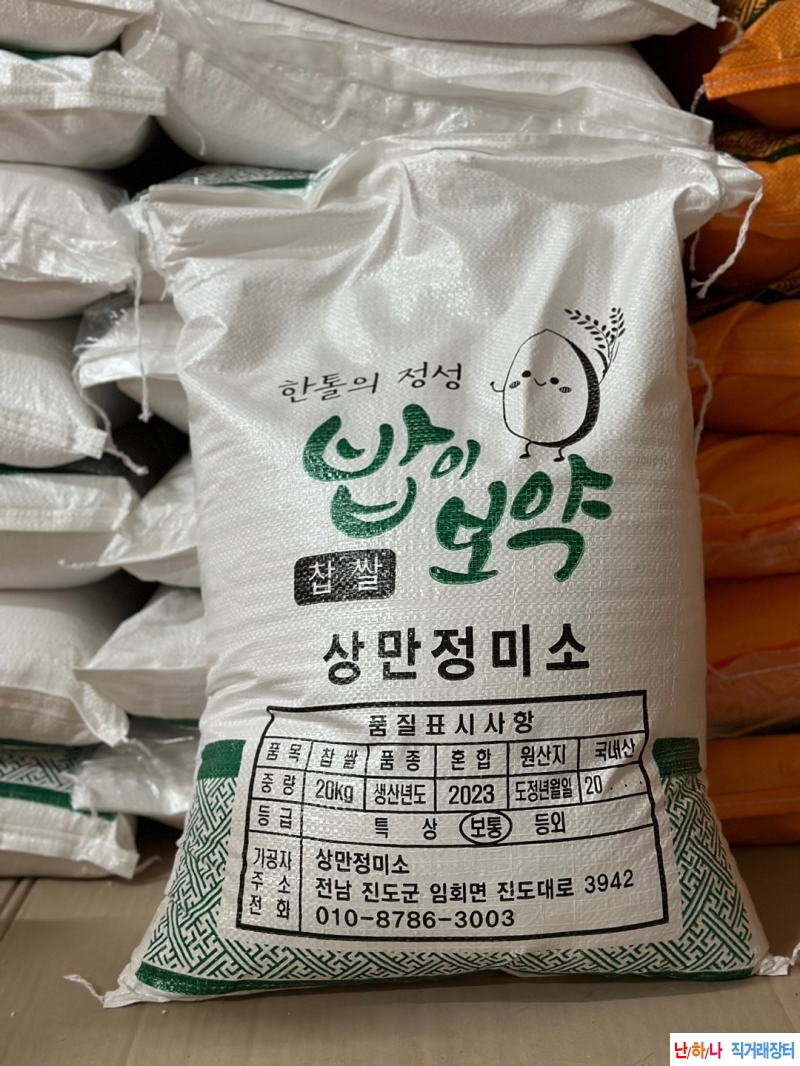 한톨의 정성
밥이
보약
찹쌀
상만정미소
품질표시사항
품목 찹쌀 품종 혼합 원산지 국내산
중량 20kg 생산년도 2023 도정년월일 20 . . .
등급 특 상 보통 등외
가공자 상만정미소
주소 전남 진도군 임회면 진도대로 3942
전화 010-8786-3003
난/하/나 직거래장터